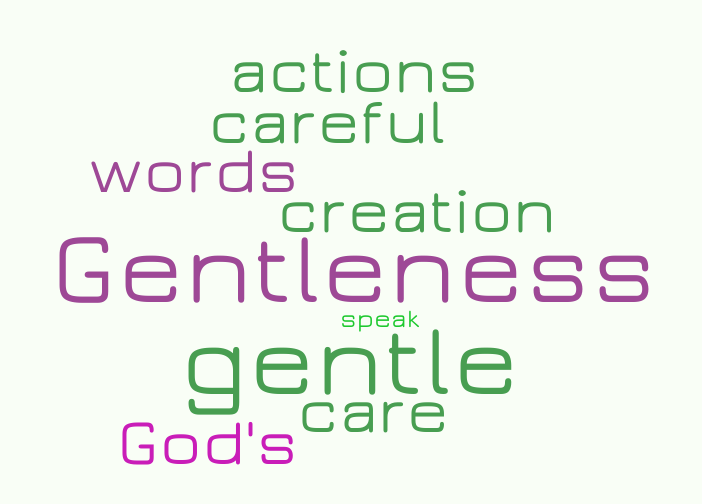 actions
careful
words
creation
Gentleness
speak
gentle
care
God's